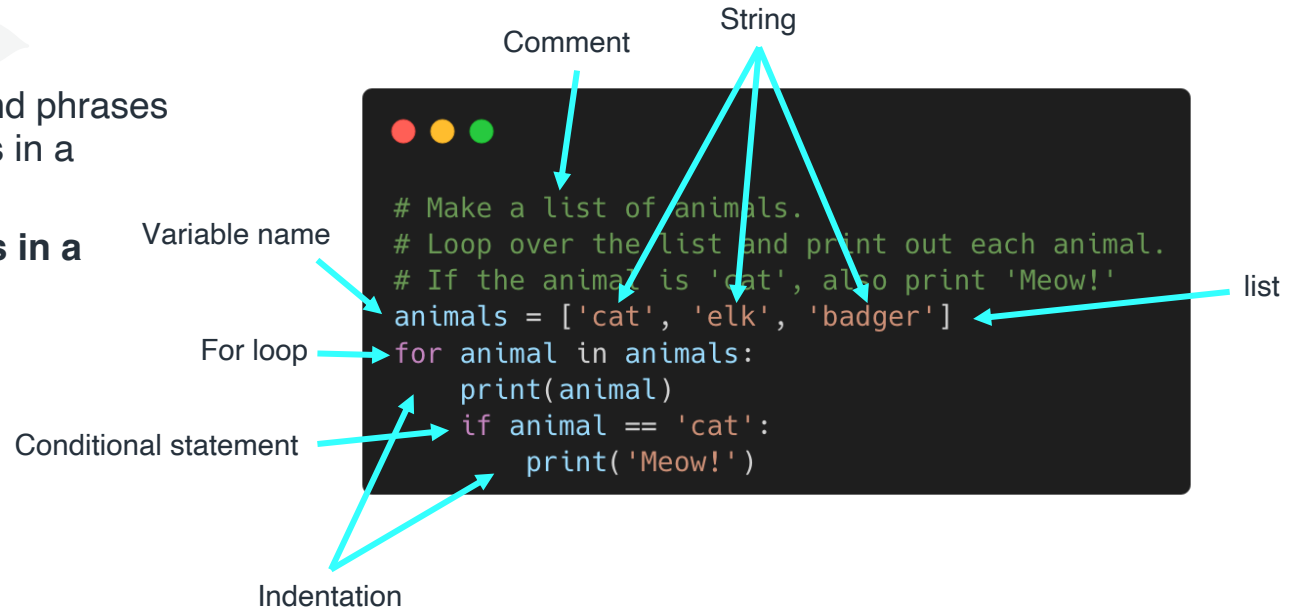 String
Comment
nd phrases
s in a
s in a
Variable name
For loop
Conditional statement
Indentation
# Make a list of animals.
# Loop over the list and print out each animal.
# If the animal is 'cat', also print 'Meow!'
animals = ['cat', 'elk', 'badger']
for animal in animals:
    print(animal)
    if animal == 'cat':
        print('Meow!')
list